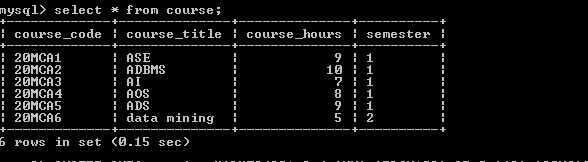 mysql> select * from course;
| course_code | course_title | course_hours | semester |
| 20MCA1 | ASE | 9 | 1 |
| 20MCA2 | ADBMS | 10 | 1 |
| 20MCA3 | AI | 7 | 1 |
| 20MCA4 | AOS | 8 | 1 |
| 20MCA5 | ADS | 9 | 1 |
| 20MCA6 | data mining | 5 | 2 |
6 rows in set (0.15 sec)